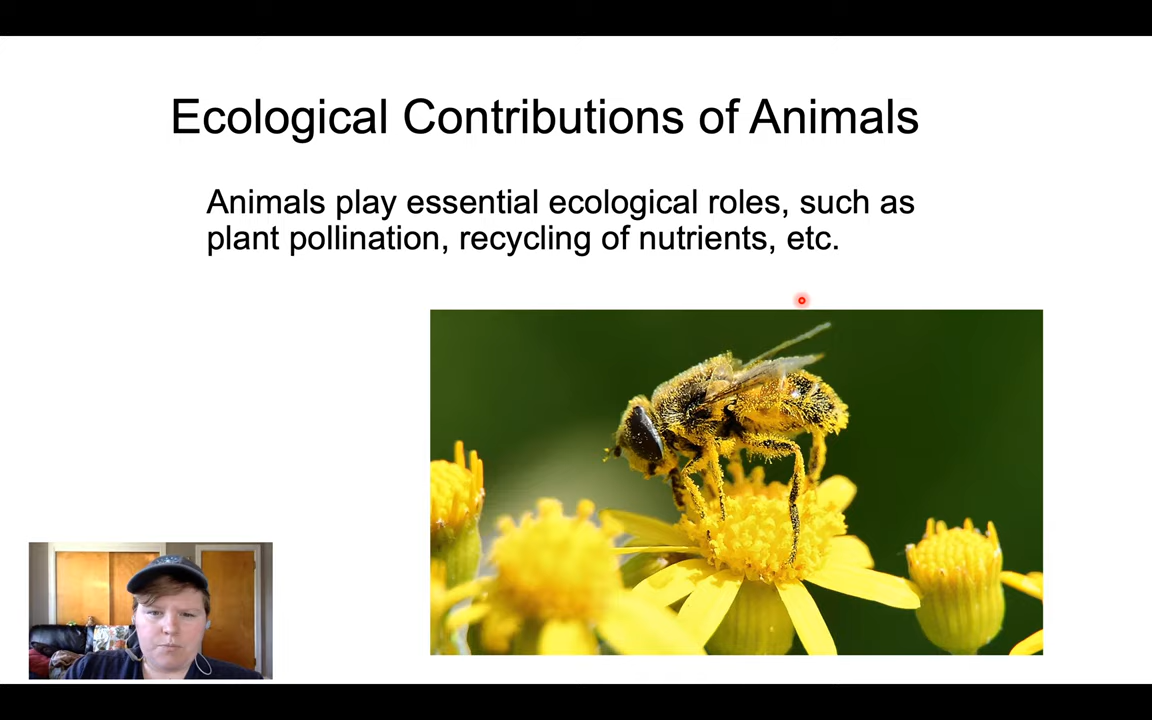 Ecological Contributions of Animals
Animals play essential ecological roles, such as
plant pollination, recycling of nutrients, etc.